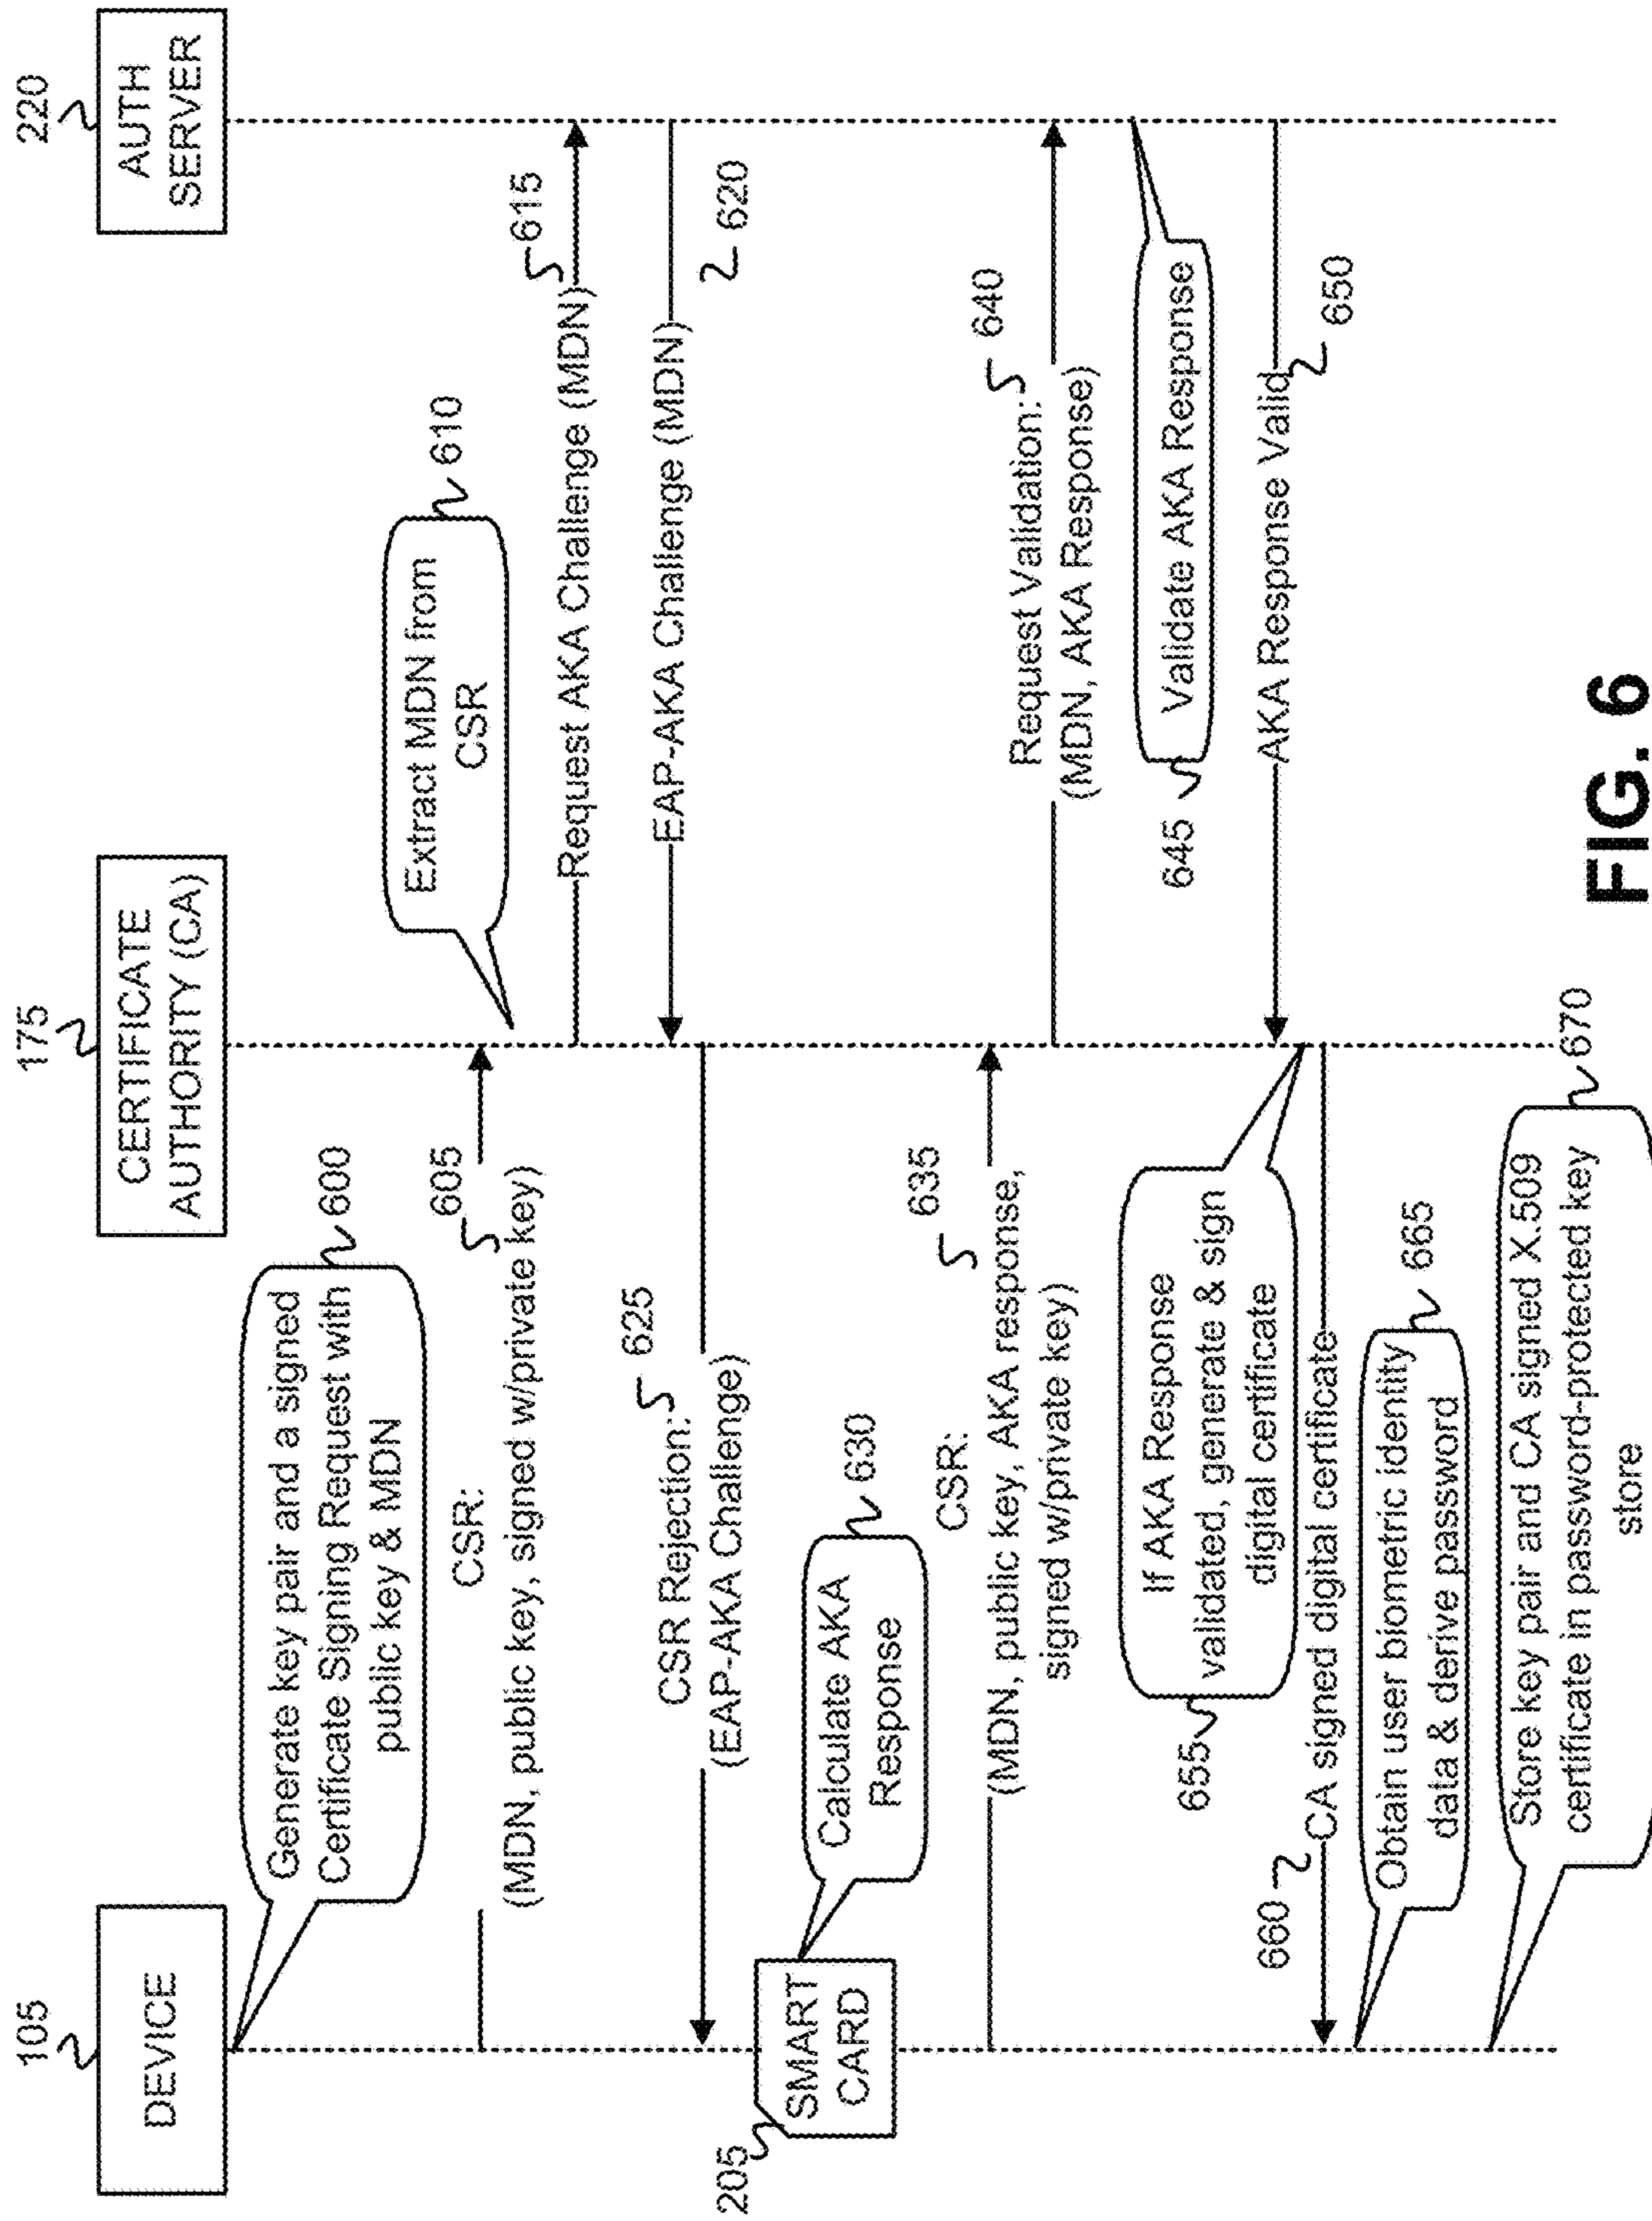 105
DEVICE
175
CERTIFICATE
AUTHORITY (CA)
220
AUTH
SERVER
Generate key pair and a signed
Certificate Signing Request with
public key & MDN
600
CSR:
605
(MDN, public key, signed w/private key)
Extract MDN from
CSR
610
615
Request AKA Challenge (MDN)
EAP-AKA Challenge (MDN)
620
625
CSR Rejection:
(EAP-AKA Challenge)
205
SMART
CARD
Calculate AKA
Response
630
635
CSR:
(MDN, public key, AKA response,
signed w/private key)
640
Request Validation:
(MDN, AKA Response)
645
Validate AKA Response
AKA Response Valid
650
655
If AKA Response
validated, generate & sign
digital certificate
660
CA signed digital certificate
Obtain user biometric identity
data & derive password
665
Store key pair and CA signed X.509
certificate in password-protected key
store
670
FIG. 6